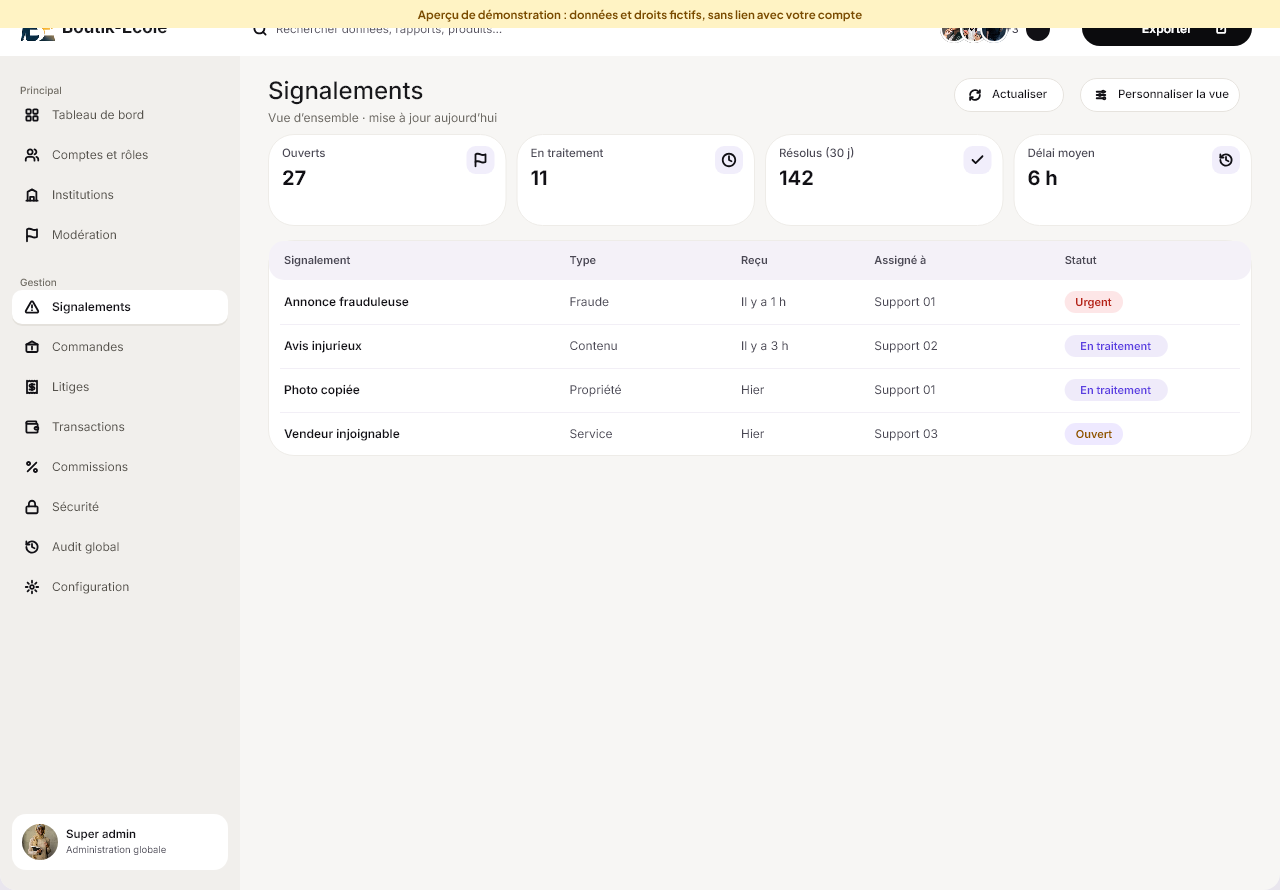 Aperçu de démonstration : données et droits fictifs, sans lien avec votre compte
Boutik-École
Rechercher données, rapports, produits...
+3
Exporter
Principal
Tableau de bord
Comptes et rôles
Institutions
Modération
Gestion
Signalements
Commandes
Litiges
Transactions
Commissions
Sécurité
Audit global
Configuration
Super admin
Administration globale
Signalements
Vue d’ensemble · mise à jour aujourd’hui
Actualiser
Personnaliser la vue
Ouverts
27
En traitement
11
Résolus (30 j)
142
Délai moyen
6 h
Signalement Type Reçu Assigné à Statut
Annonce frauduleuse Fraude Il y a 1 h Support 01 Urgent
Avis injurieux Contenu Il y a 3 h Support 02 En traitement
Photo copiée Propriété Hier Support 01 En traitement
Vendeur injoignable Service Hier Support 03 Ouvert